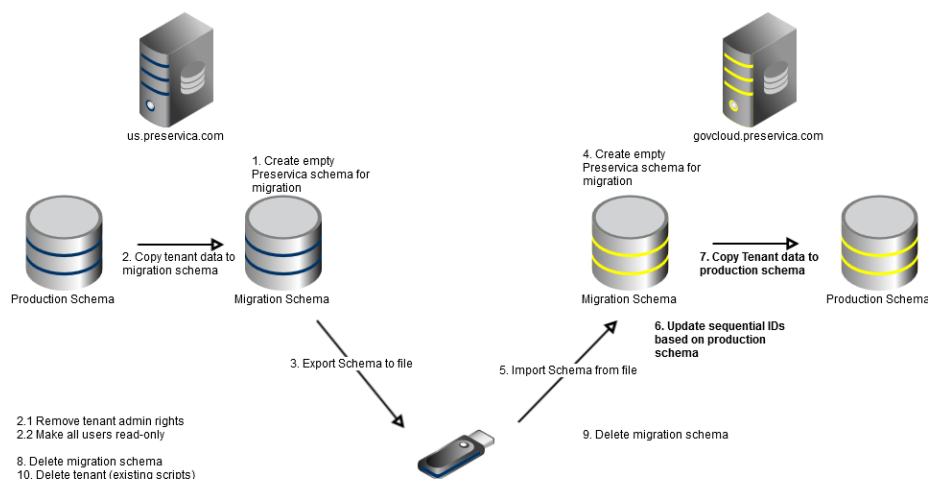 us.preservica.com
govcloud.preservica.com
1. Create empty
Preservica schema for
migration
4. Create empty
Preservica schema for
migration
2. Copy tenant data to
migration schema
7. Copy Tenant data to
production schema
Production Schema
Migration Schema
Migration Schema
Production Schema
6. Update sequential IDs
based on production
schema
3. Export Schema to file
5. Import Schema from file
2.1 Remove tenant admin rights
2.2 Make all users read-only
9. Delete migration schema
8. Delete migration schema
10. Delete tenant (existing scripts)